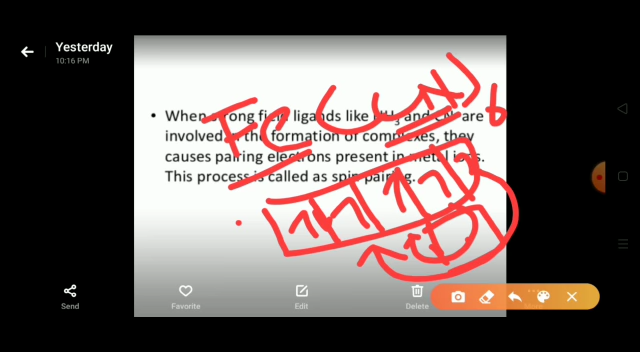 Yesterday
10:16 PM
Fe(CN)6
• When strong field ligands like NH3 and CN- are
involved in the formation of complexes, they
causes pairing electrons present in metal ions.
This process is called as spin pairing.
Send
Favorite
Edit
Delete